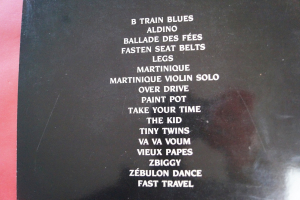 B TRAIN BLUES
ALDINO
BALLADE DES FÉES
FASTEN SEAT BELTS
LEGS
MARTINIQUE
MARTINIQUE VIOLIN SOLO
OVER DRIVE
PAINT POT
TAKE YOUR TIME
THE KID
TINY TWINS
VA VA VOUM
VIEUX PAPES
ZBIGGY
ZÉBULON DANCE
FAST TRAVEL